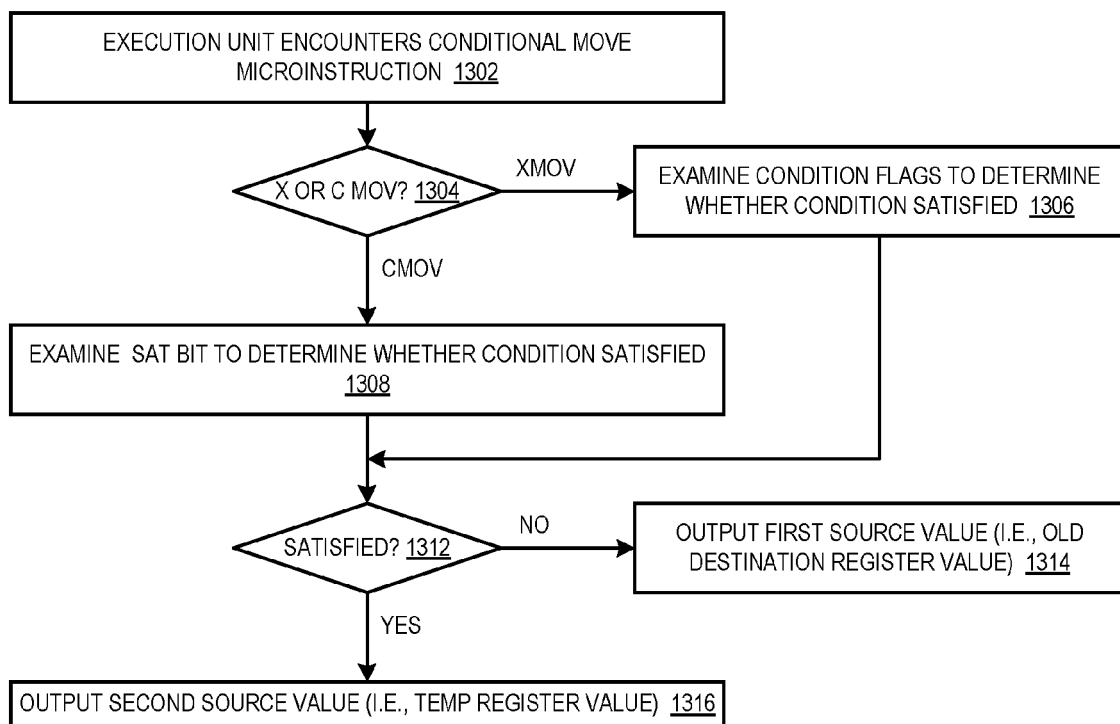 EXECUTION UNIT ENCOUNTERS CONDITIONAL MOVE
MICROINSTRUCTION 1302
X OR C MOV? 1304
XMOV
EXAMINE CONDITION FLAGS TO DETERMINE
WHETHER CONDITION SATISFIED 1306
CMOV
EXAMINE SAT BIT TO DETERMINE WHETHER CONDITION SATISFIED
1308
SATISFIED? 1312
NO
OUTPUT FIRST SOURCE VALUE (I.E., OLD
DESTINATION REGISTER VALUE) 1314
YES
OUTPUT SECOND SOURCE VALUE (I.E., TEMP REGISTER VALUE) 1316